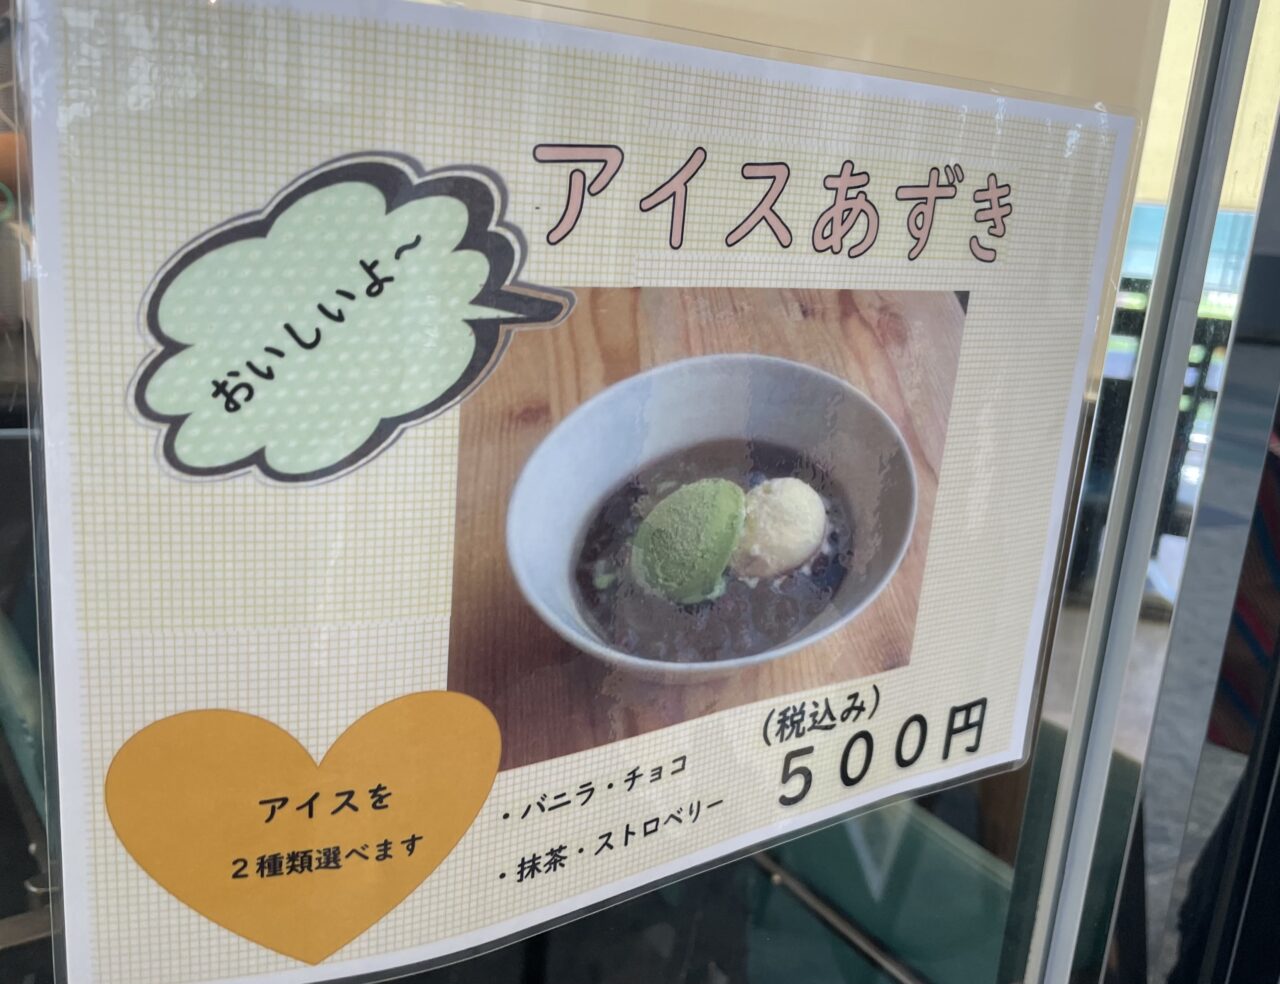 アイスあずき
おいしいよ～
(税込み)
５００円
・バニラ・チョコ
・抹茶・ストロベリー
アイスを
２種類選べます